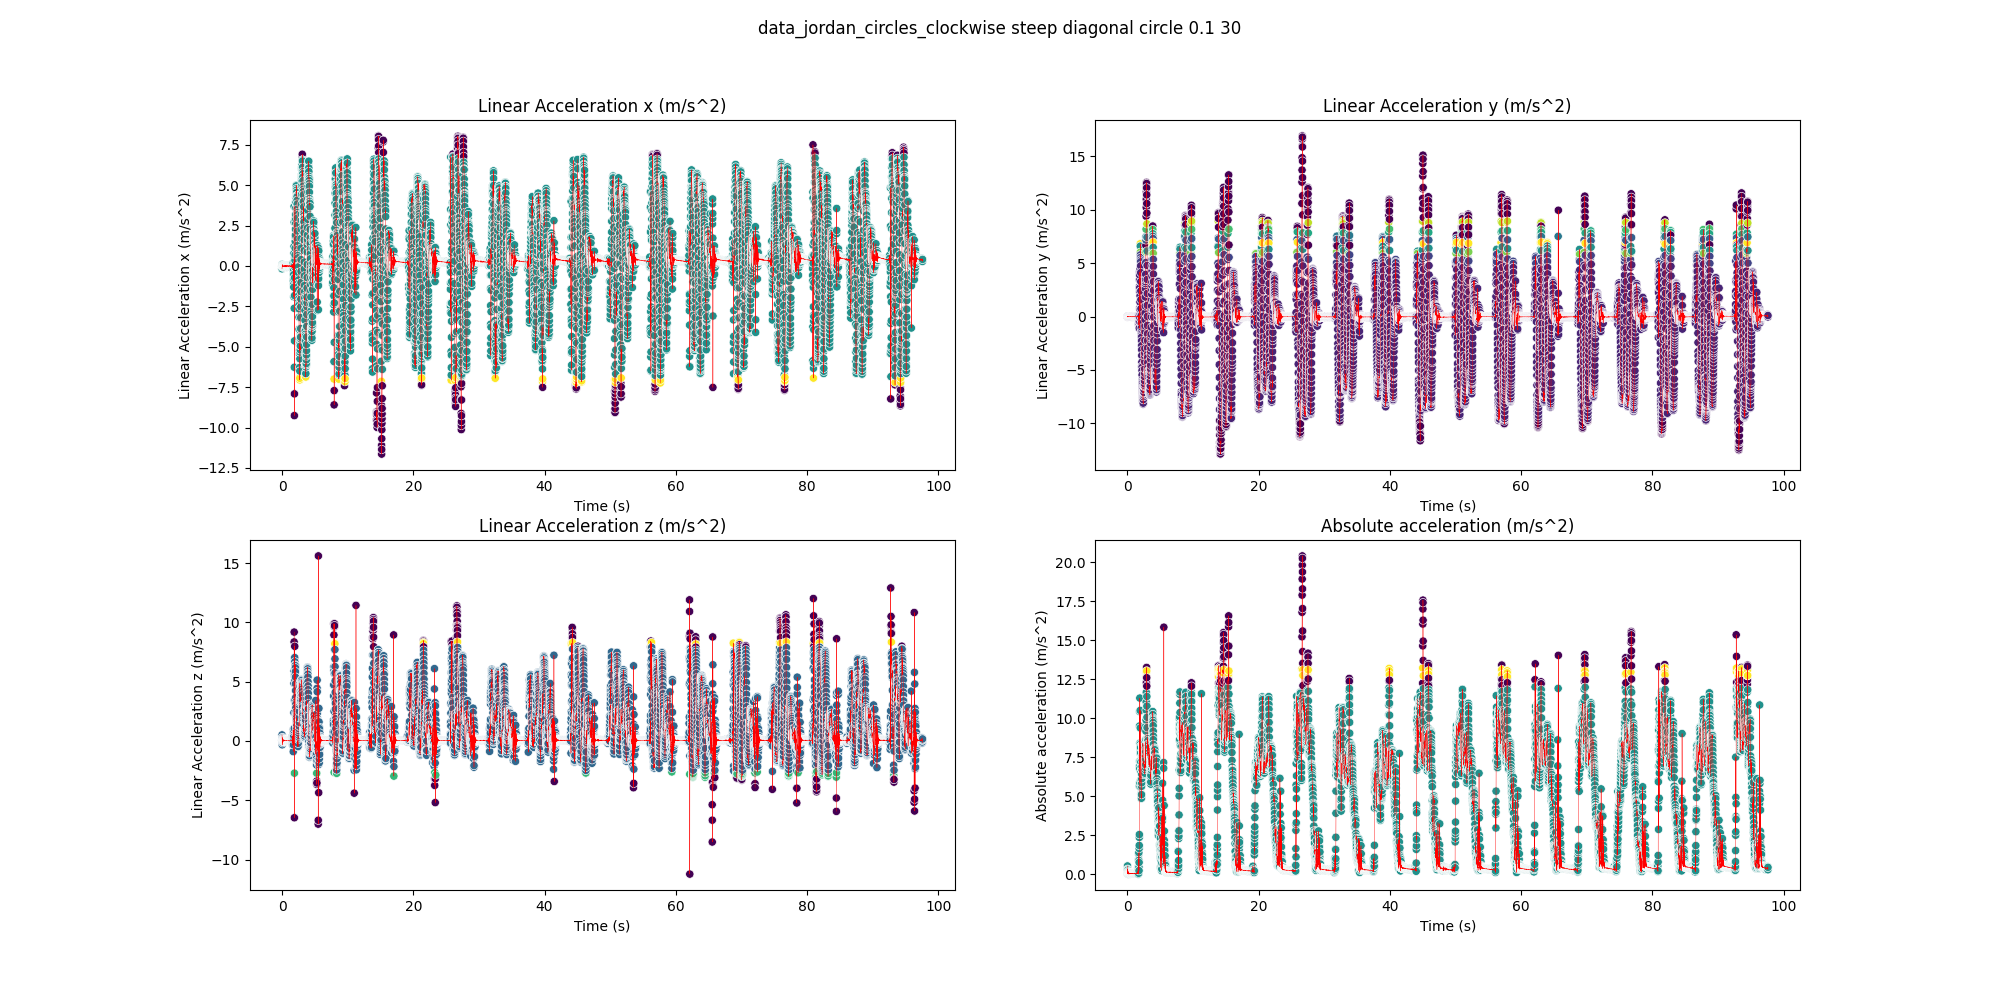 data_jordan_circles_clockwise steep diagonal circle 0.1 30
Linear Acceleration x (m/s^2)
Linear Acceleration x (m/s^2)
7.5
5.0
2.5
0.0
−2.5
−5.0
−7.5
−10.0
−12.5
0 20 40 60 80 100
Time (s)
Linear Acceleration y (m/s^2)
Linear Acceleration y (m/s^2)
15
10
5
0
−5
−10
0 20 40 60 80 100
Time (s)
Linear Acceleration z (m/s^2)
Linear Acceleration z (m/s^2)
15
10
5
0
−5
−10
0 20 40 60 80 100
Time (s)
Absolute acceleration (m/s^2)
Absolute acceleration (m/s^2)
20.0
17.5
15.0
12.5
10.0
7.5
5.0
2.5
0.0
0 20 40 60 80 100
Time (s)